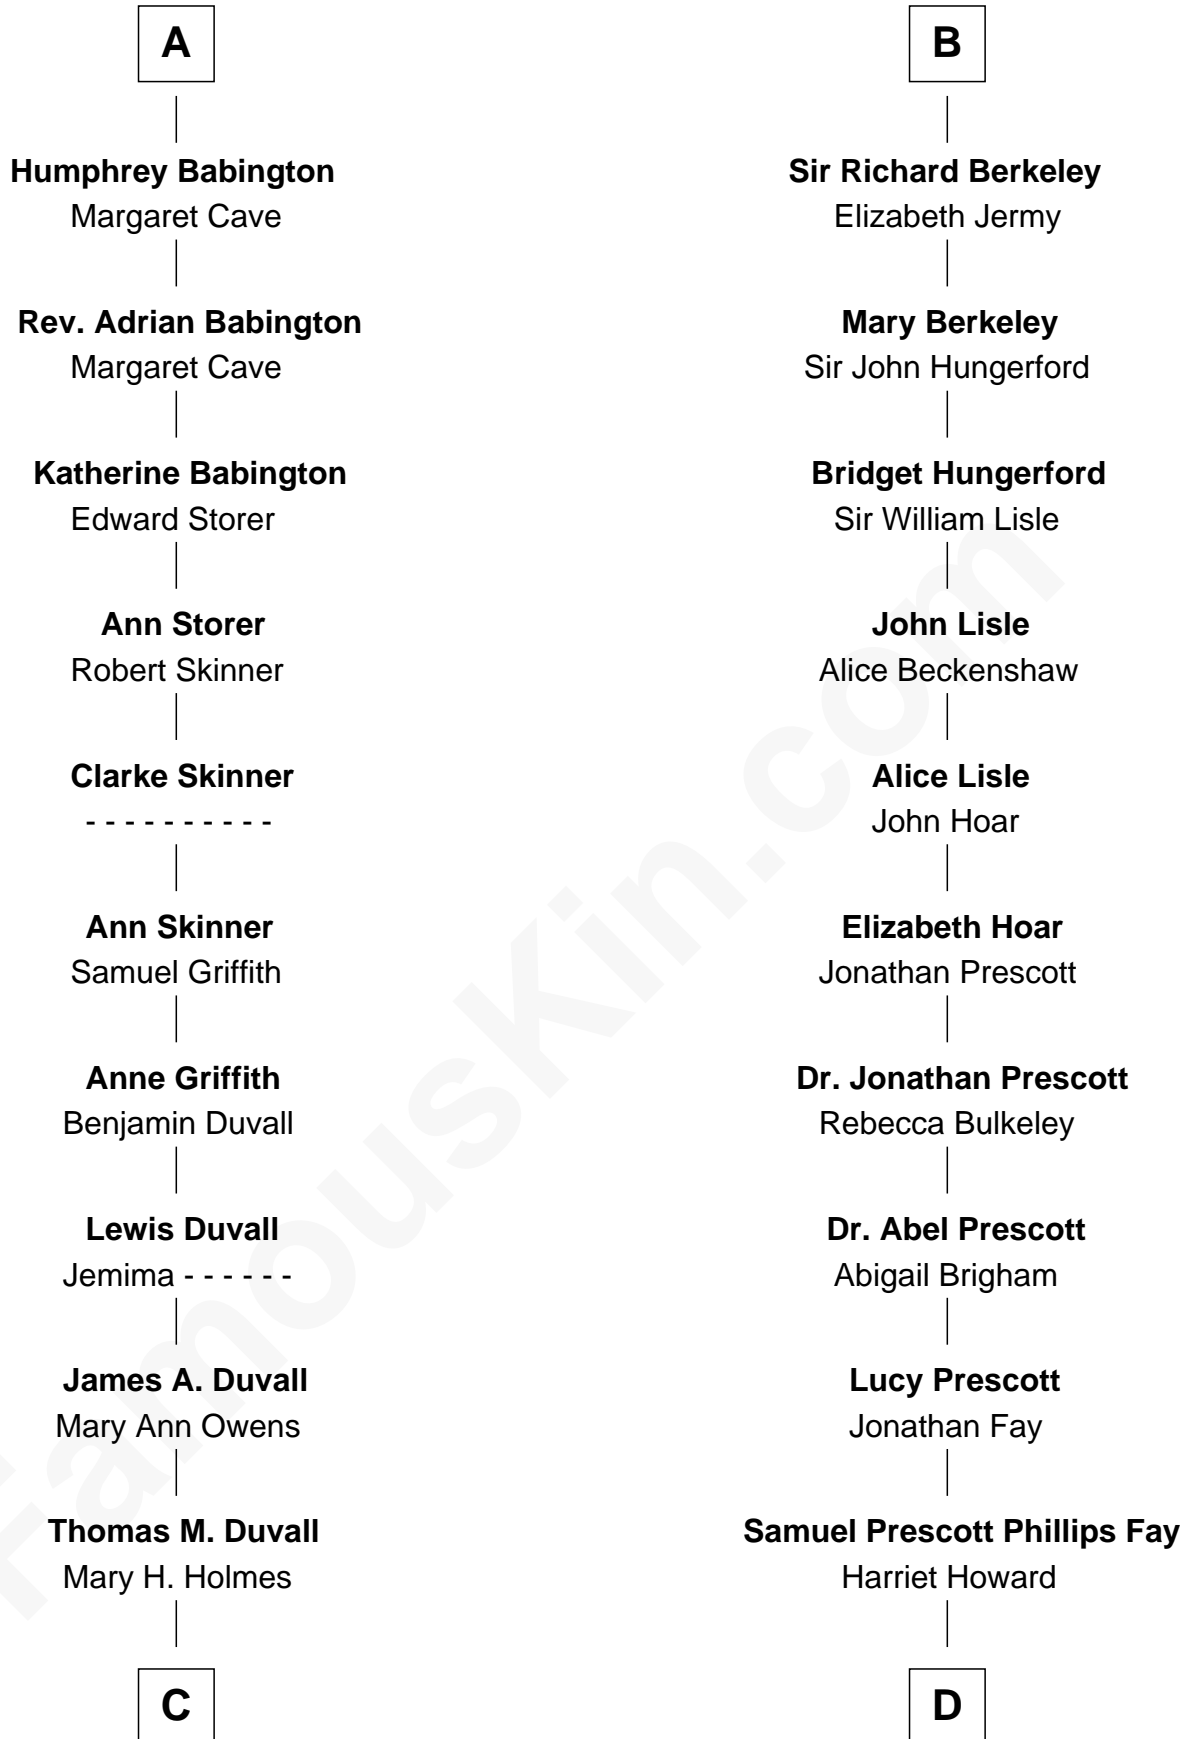 A
Humphrey Babington
Margaret Cave
Rev. Adrian Babington
Margaret Cave
Katherine Babington
Edward Storer
Ann Storer
Robert Skinner
Clarke Skinner
- - - - - - - - - -
Ann Skinner
Samuel Griffith
Anne Griffith
Benjamin Duvall
Lewis Duvall
Jemima - - - - - -
James A. Duvall
Mary Ann Owens
Thomas M. Duvall
Mary H. Holmes
C
B
Sir Richard Berkeley
Elizabeth Jermy
Mary Berkeley
Sir John Hungerford
Bridget Hungerford
Sir William Lisle
John Lisle
Alice Beckenshaw
Alice Lisle
John Hoar
Elizabeth Hoar
Jonathan Prescott
Dr. Jonathan Prescott
Rebecca Bulkeley
Dr. Abel Prescott
Abigail Brigham
Lucy Prescott
Jonathan Fay
Samuel Prescott Phillips Fay
Harriet Howard
D
FamousKin.com